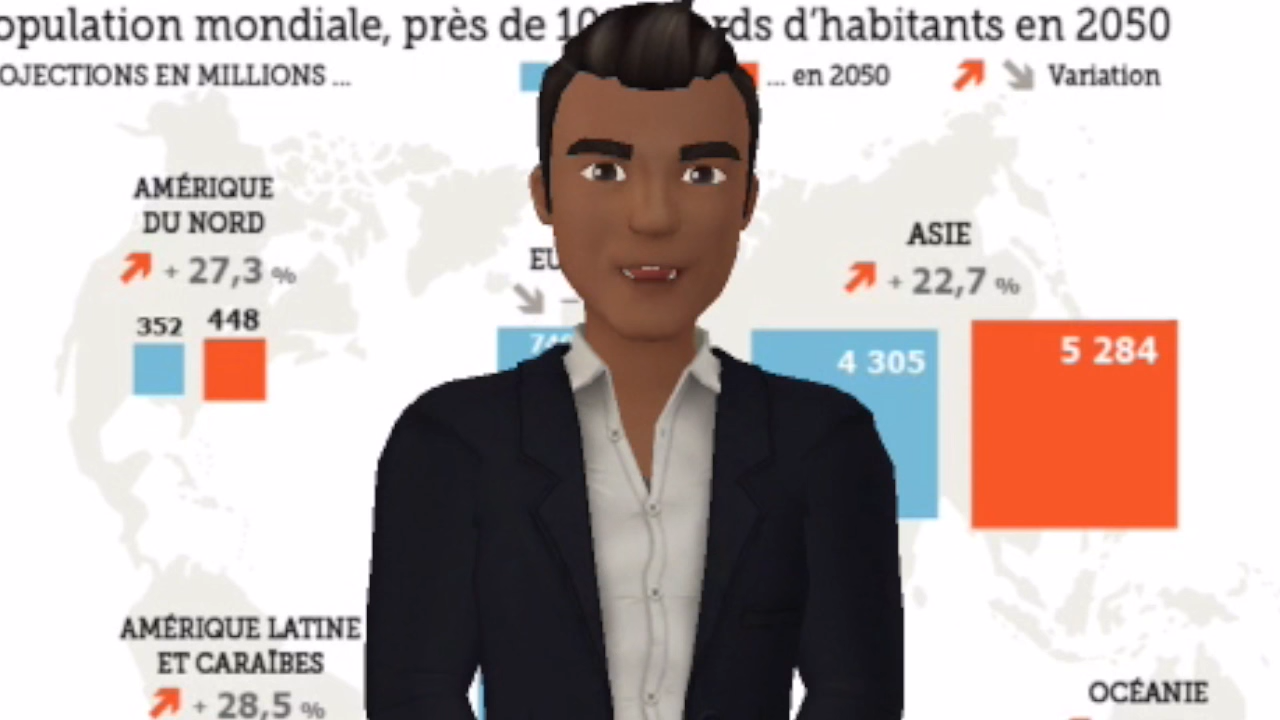 opulation mondiale, près de rds d'habitants en 2050
OJECTIONS EN MILLIONS ...
... en 2050
Variation
AMÉRIQUE
DU NORD
+ 27,3 %
352 448
ASIE
+ 22,7 %
4 305
5 284
AMÉRIQUE LATINE
ET CARAÏBES
+ 28,5 %
OCÉANIE